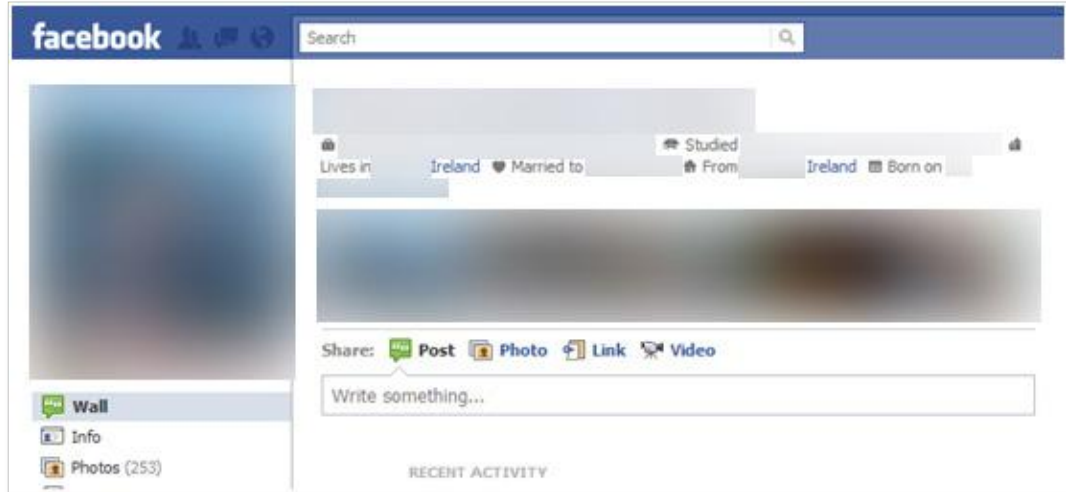 facebook
Search
Studied
Lives in Ireland Married to From Ireland Born on
Share: Post Photo Link Video
Write something...
Wall
Info
Photos (253)
RECENT ACTIVITY